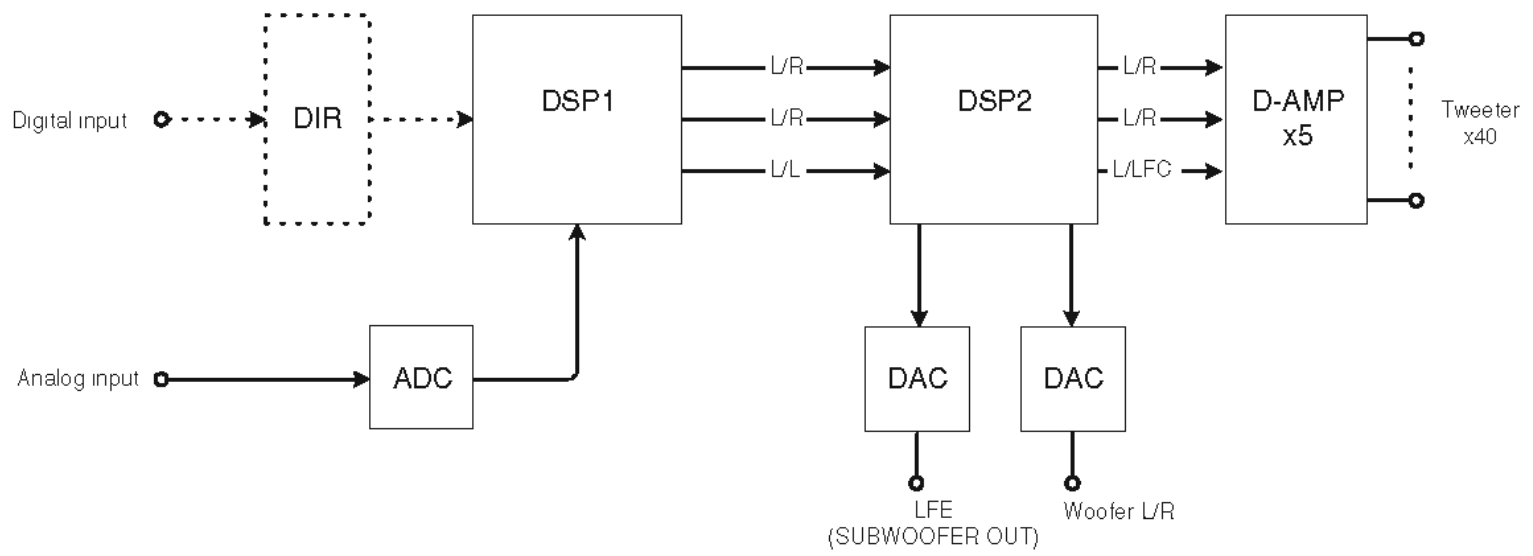 Digital input
DIR
DSP1
L/R
L/R
L/L
DSP2
L/R
L/R
L/LFC
D-AMP
x5
Tweeter
x40
Analog input
ADC
DAC
DAC
LFE
(SUBWOOFER OUT)
Woofer L/R